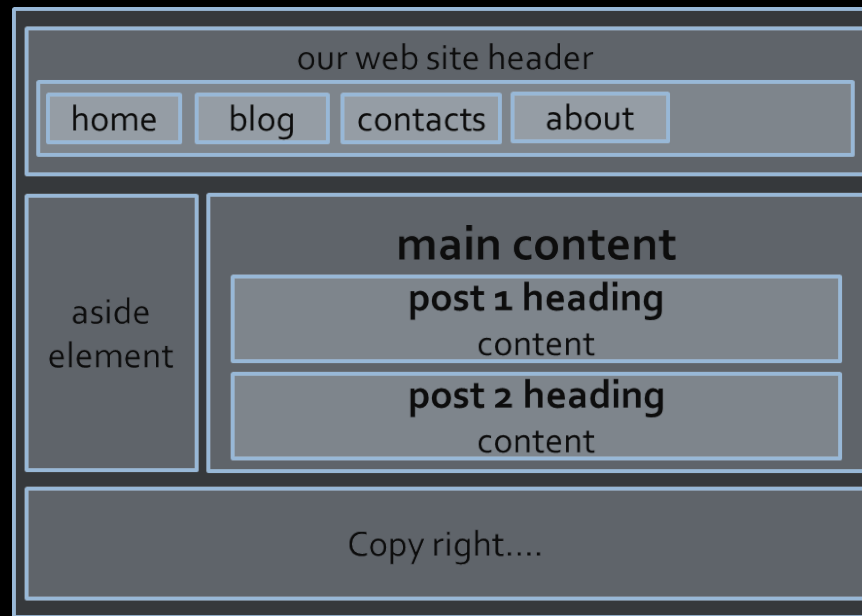 our web site header
home blog contacts about
aside
element
main content
post 1 heading
content
post 2 heading
content
Copy right....